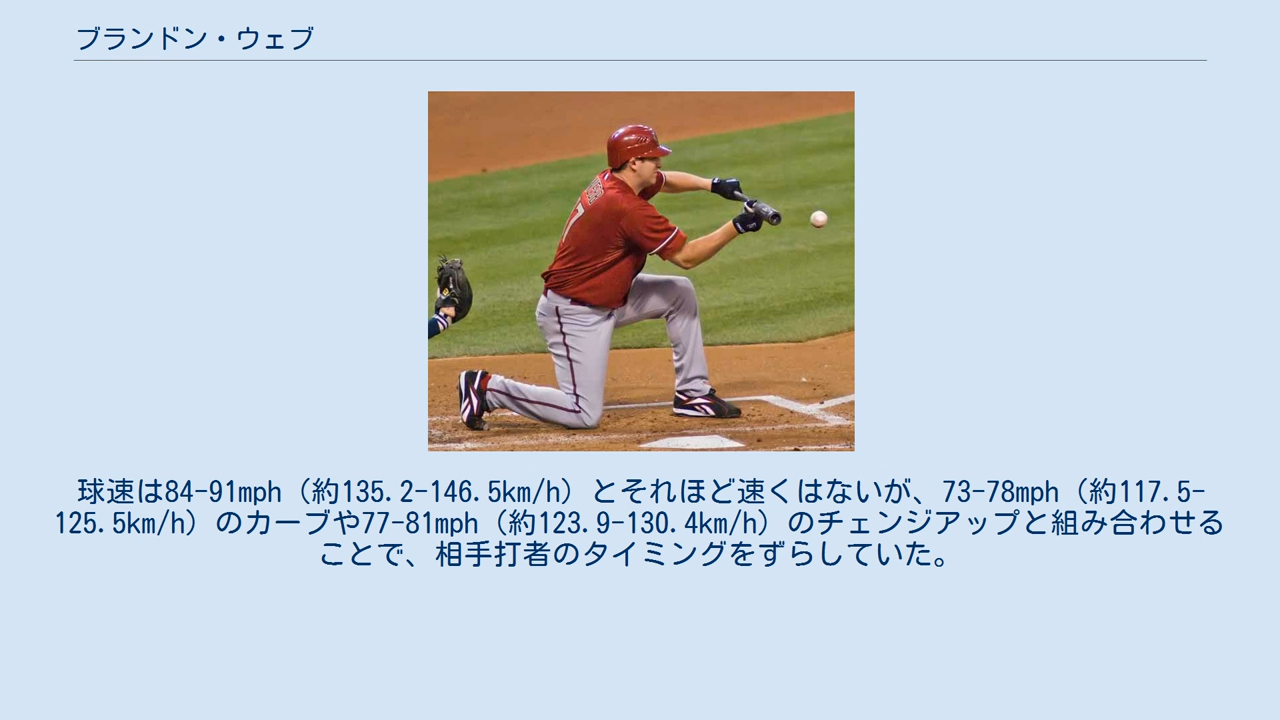 ブランドン・ウェブ
球速は84-91mph（約135.2-146.5km/h）とそれほど速くはないが、73-78mph（約117.5-
125.5km/h）のカーブや77-81mph（約123.9-130.4km/h）のチェンジアップと組み合わせる
ことで、相手打者のタイミングをずらしていた。